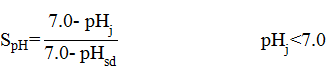 S_pH = (7.0- pH_j) / (7.0- pH_sd)    pH_j<7.0